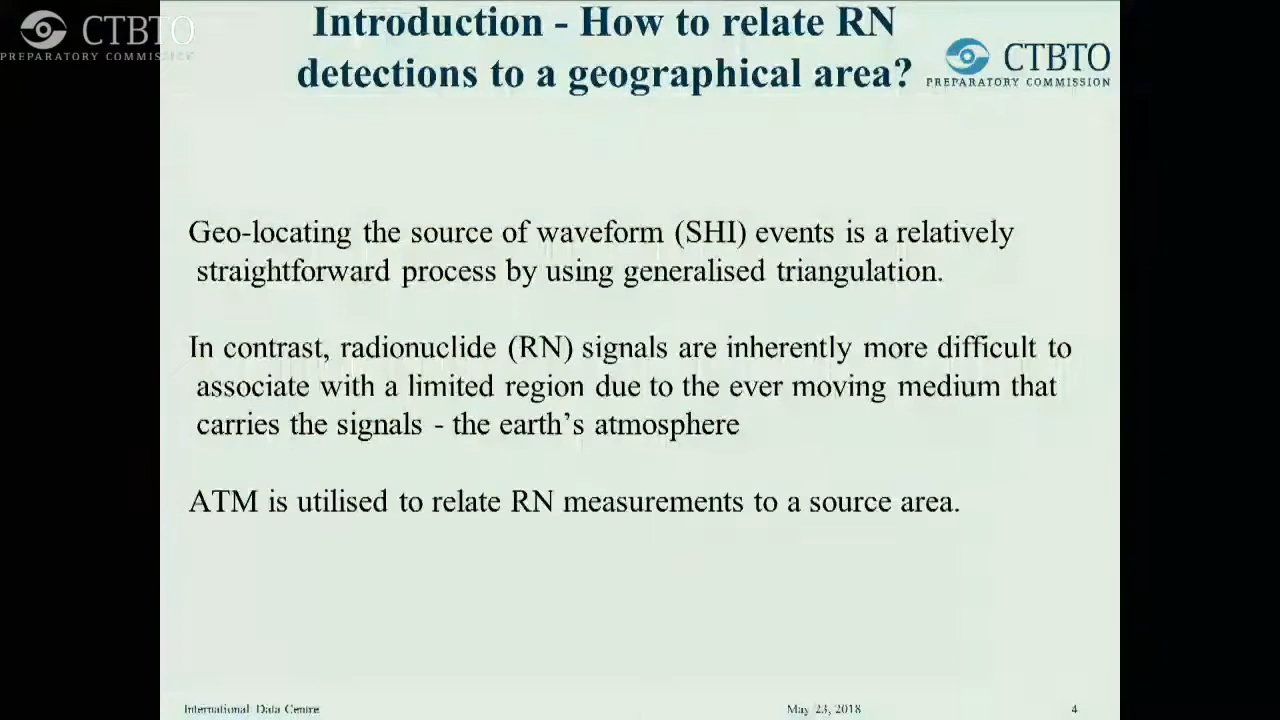 CTBTO
PREPARATORY COMMISSION
Introduction - How to relate RN
detections to a geographical area?
CTBTO
PREPARATORY COMMISSION
Geo-locating the source of waveform (SHI) events is a relatively
straightforward process by using generalised triangulation.
In contrast, radionuclide (RN) signals are inherently more difficult to
associate with a limited region due to the ever moving medium that
carries the signals - the earth's atmosphere
ATM is utilised to relate RN measurements to a source area.
International Data Centre
May 23, 2018
4